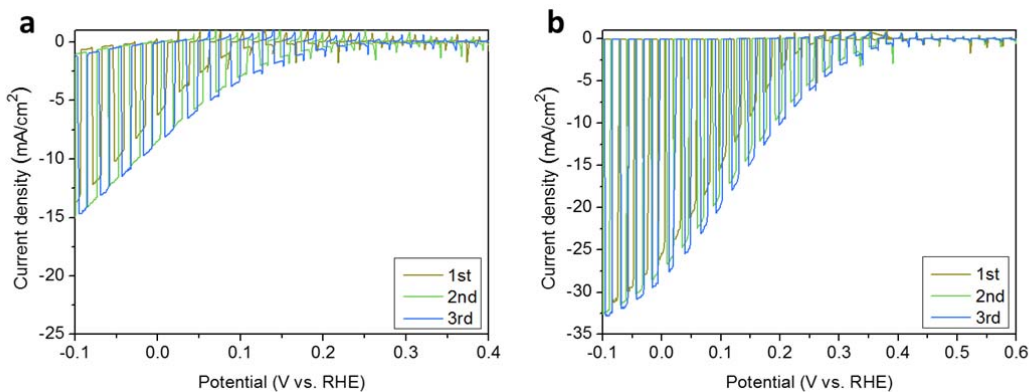 a
0
-5
-10
-15
-20
-25
Current density (mA/cm²)
1st
2nd
3rd
-0.1 0.0 0.1 0.2 0.3 0.4
Potential (V vs. RHE)
b
0
-5
-10
-15
-20
-25
-30
-35
Current density (mA/cm²)
1st
2nd
3rd
-0.1 0.0 0.1 0.2 0.3 0.4 0.5 0.6
Potential (V vs. RHE)